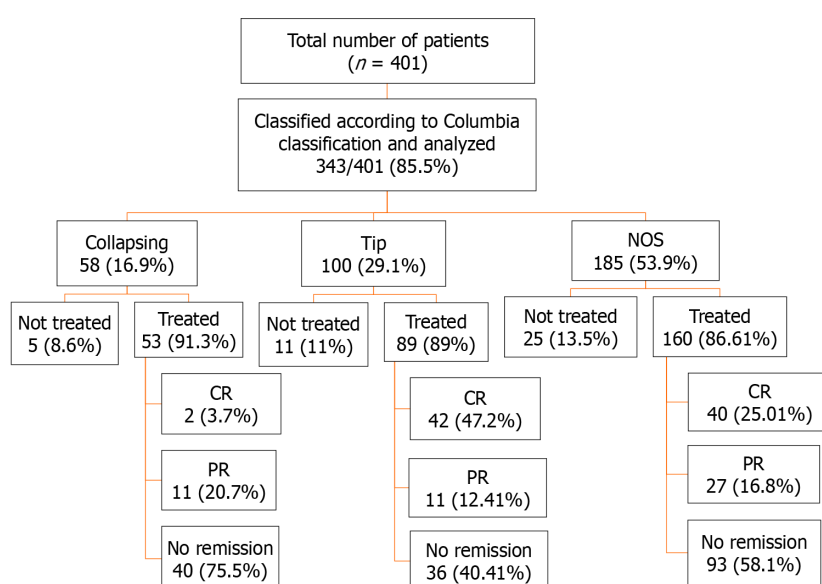 Total number of patients
(n = 401)
Classified according to Columbia
classification and analyzed
343/401 (85.5%)
Collapsing
58 (16.9%)
Tip
100 (29.1%)
NOS
185 (53.9%)
Not treated
5 (8.6%)
Treated
53 (91.3%)
Not treated
11 (11%)
Treated
89 (89%)
Not treated
25 (13.5%)
Treated
160 (86.61%)
CR
2 (3.7%)
PR
11 (20.7%)
No remission
40 (75.5%)
CR
42 (47.2%)
PR
11 (12.41%)
No remission
36 (40.41%)
CR
40 (25.01%)
PR
27 (16.8%)
No remission
93 (58.1%)